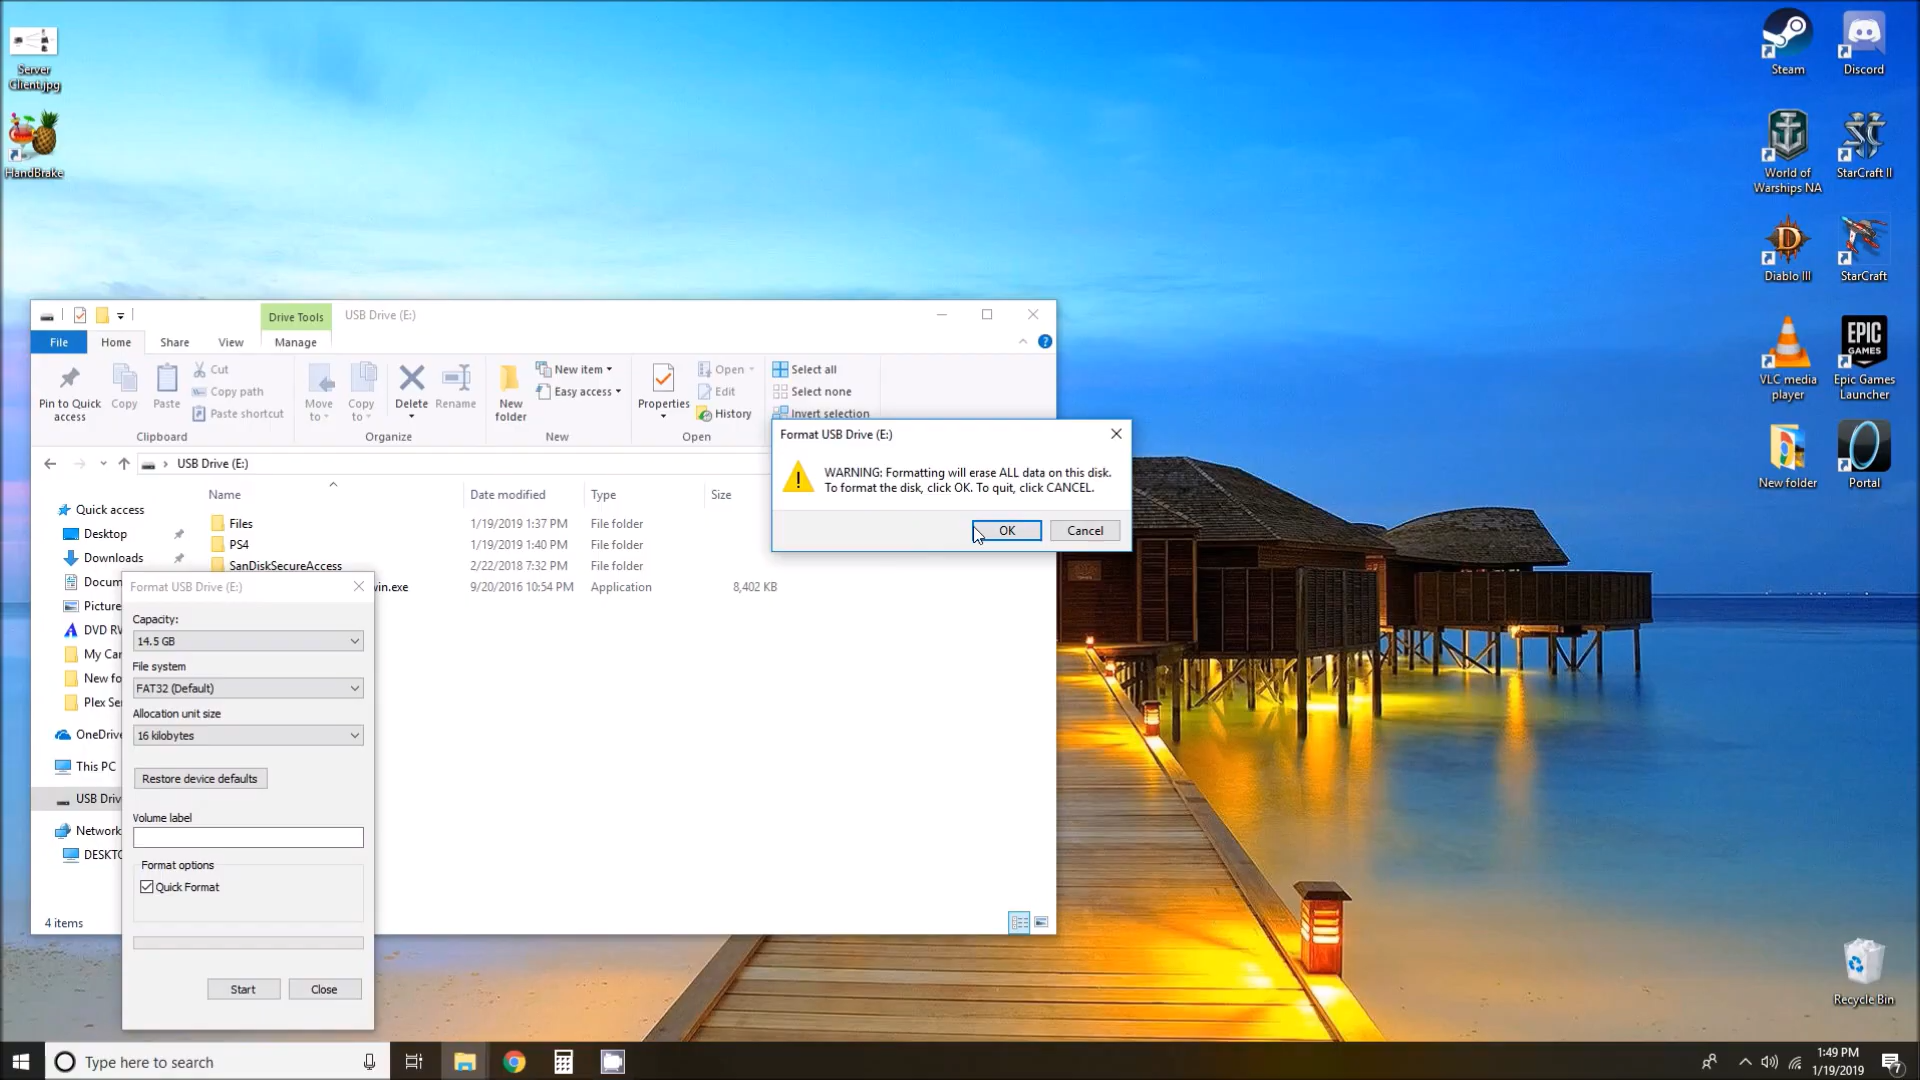 Server
Client.jpg
HandBrake
Steam
Discord
World of
Warships NA
StarCraft II
Diablo III
StarCraft
VLC media
player
EPIC
GAMES
Epic Games
Launcher
New folder
Portal
Recycle Bin
Drive Tools
USB Drive (E:)
File
Home
Share
View
Manage
Pin to Quick
access
Copy
Paste
Cut
Copy path
Paste shortcut
Clipboard
Move
to
Copy
to
Delete
Rename
Organize
New
folder
New item
Easy access
New
Properties
Open
Edit
History
Open
Select all
Select none
Invert selection
USB Drive (E:)
Name
Date modified
Type
Size
Files
1/19/2019 1:37 PM
File folder
PS4
1/19/2019 1:40 PM
File folder
SanDiskSecureAccess
2/22/2018 7:32 PM
File folder
win.exe
9/20/2016 10:54 PM
Application
8,402 KB
Quick access
Desktop
Downloads
Docum
Picture
DVD RW
My Car
New fo
Plex Se
OneDrive
This PC
USB Driv
Network
DESKTO
4 items
Format USB Drive (E:)
WARNING: Formatting will erase ALL data on this disk.
To format the disk, click OK. To quit, click CANCEL.
OK
Cancel
Format USB Drive (E:)
Capacity:
14.5 GB
File system
FAT32 (Default)
Allocation unit size
16 kilobytes
Restore device defaults
Volume label
Format options
Quick Format
Start
Close
Type here to search
1:49 PM
1/19/2019
7